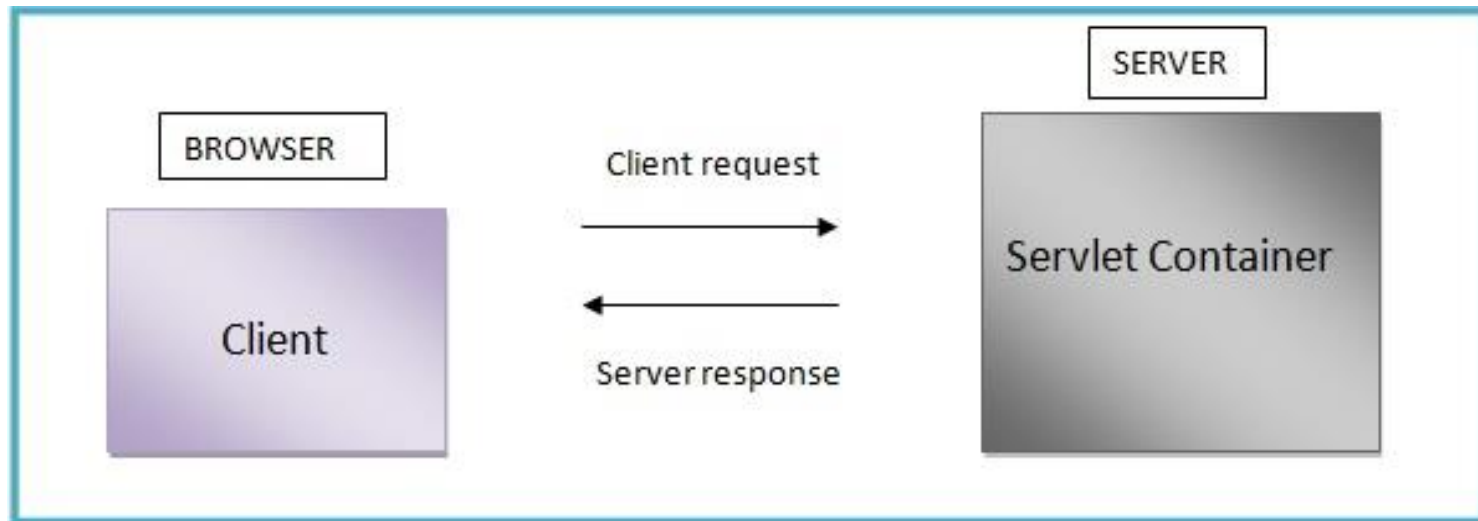 SERVER
BROWSER
Client request
Servlet Container
Client
Server response